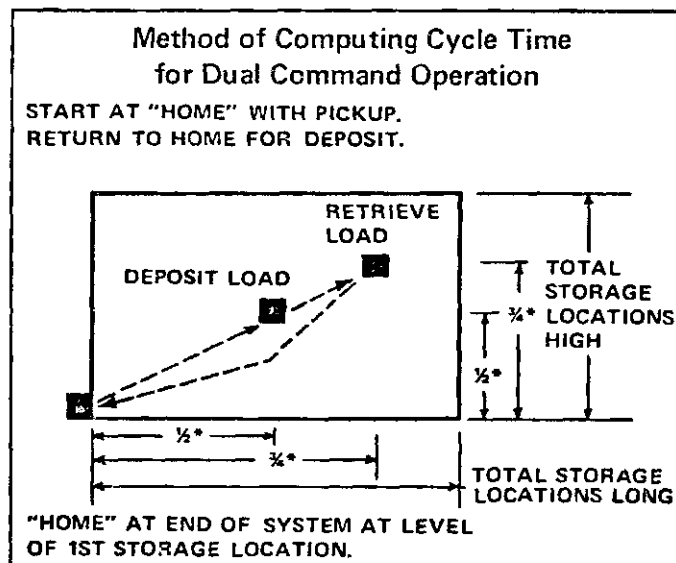 Method of Computing Cycle Time
for Dual Command Operation
START AT "HOME" WITH PICKUP.
RETURN TO HOME FOR DEPOSIT.
RETRIEVE
LOAD
DEPOSIT LOAD
TOTAL
STORAGE
LOCATIONS
HIGH
¾*
½*
½*
¾*
TOTAL STORAGE
LOCATIONS LONG
"HOME" AT END OF SYSTEM AT LEVEL
OF 1ST STORAGE LOCATION.